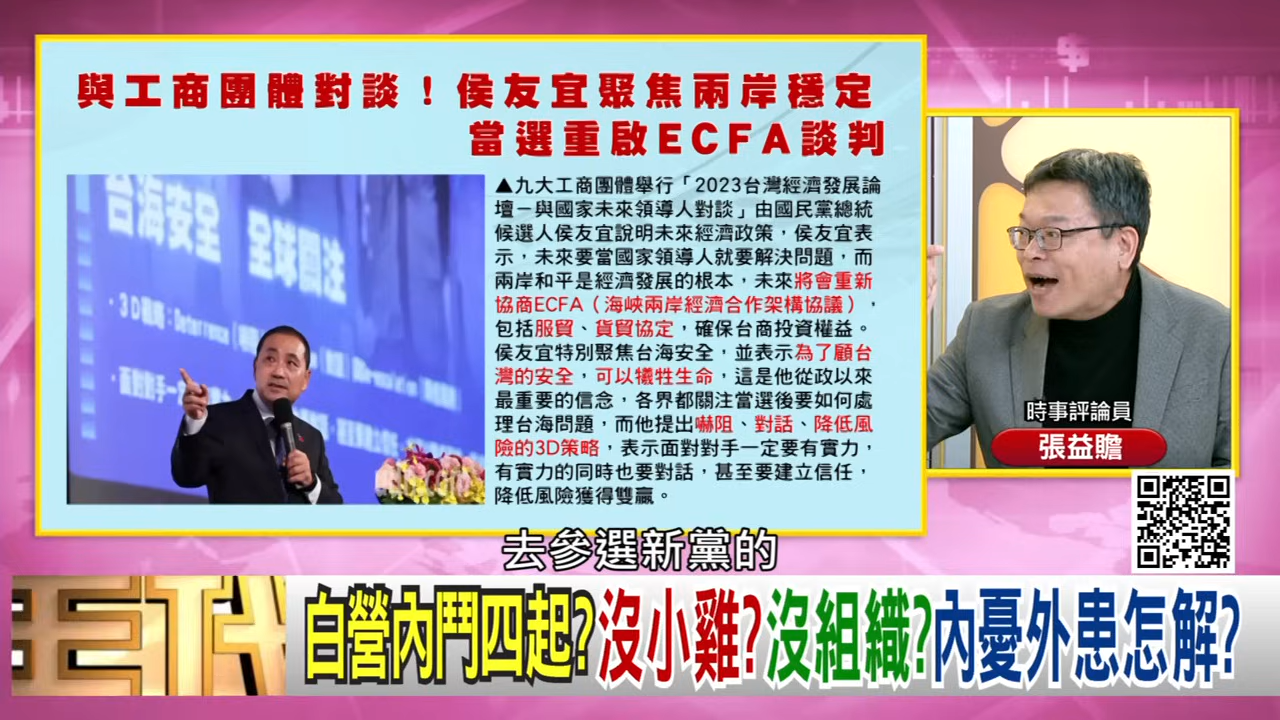 與工商團體對談！侯友宜聚焦兩岸穩定
當選重啟ECFA談判
台海安全 全球關注
▲九大工商團體舉行「2023台灣經濟發展論
壇－與國家未來領導人對談」由國民黨總統
候選人侯友宜說明未來經濟政策，侯友宜表
示，未來要當國家領導人就要解決問題，而
兩岸和平是經濟發展的根本，未來將會重新
協商ECFA（海峽兩岸經濟合作架構協議），
包括服貿、貨貿協定，確保台商投資權益。
侯友宜特別聚焦台海安全，並表示為了顧台
灣的安全，可以犧牲生命，這是他從政以來
最重要的信念，各界都關注當選後要如何處
理台海問題，而他提出嚇阻、對話、降低風
險的3D策略，表示面對對手一定要有實力，
有實力的同時也要對話，甚至要建立信任，
降低風險獲得雙贏。
時事評論員
張益贍
去參選新黨的
白營內鬥四起?沒小雞?沒組織?內憂外患怎解?